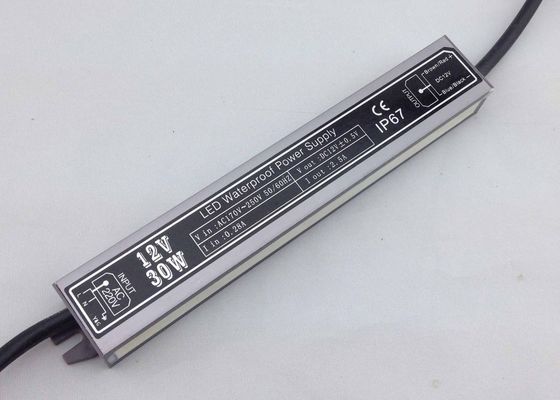 INPUT
AC
220V
L
N
12V
30W
LED Waterproof Power Supply
V in:AC170V~250V 50/60HZ
I in:0.28A
V out:DC12V±0.5V
I out:2.5A
CE
IP67
OUTPUT
Brown/Red +
DC12V
Blue/Black -